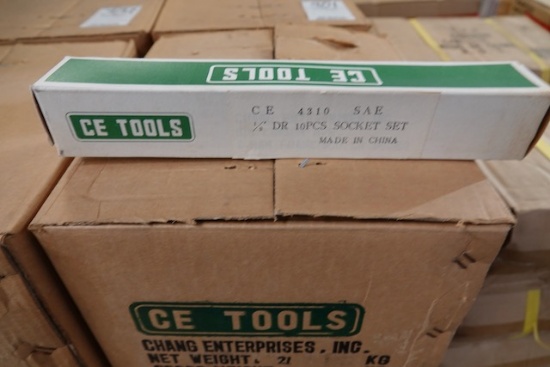 CE TOOLS
CE 4310 SAE
CE TOOLS
¼" DR 10PCS SOCKET SET
MADE IN CHINA
CE TOOLS
CHANG ENTERPRISES, INC.
NET WEIGHT. 21 KG